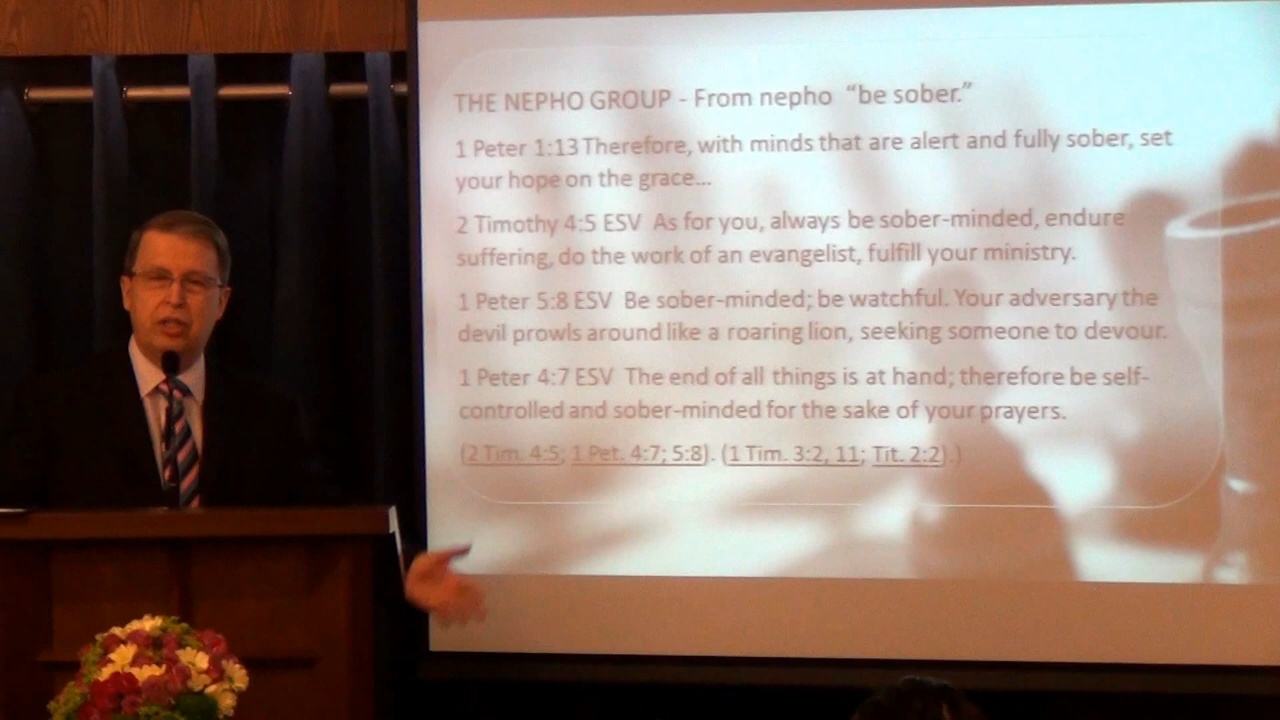 THE NEPHO GROUP - From nepho “be sober.”
1 Peter 1:13 Therefore, with minds that are alert and fully sober, set
your hope on the grace...
2 Timothy 4:5 ESV As for you, always be sober-minded, endure
suffering, do the work of an evangelist, fulfill your ministry.
1 Peter 5:8 ESV Be sober-minded; be watchful. Your adversary the
devil prowls around like a roaring lion, seeking someone to devour.
1 Peter 4:7 ESV The end of all things is at hand; therefore be self-
controlled and sober-minded for the sake of your prayers.
(2 Tim. 4:5; 1 Pet. 4:7; 5:8). (1 Tim. 3:2, 11; Tit. 2:2).)